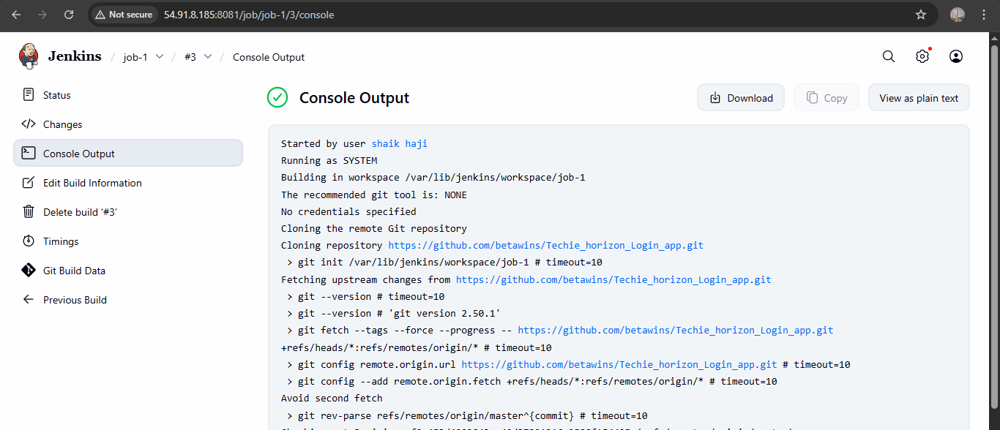 Not secure 54.91.8.185:8081/job/job-1/3/console
Jenkins / job-1 / #3 / Console Output
Status
Changes
Console Output
Edit Build Information
Delete build ‘#3’
Timings
Git Build Data
Previous Build
Console Output
Download
Copy
View as plain text
Started by user shaik haji
Running as SYSTEM
Building in workspace /var/lib/jenkins/workspace/job-1
The recommended git tool is: NONE
No credentials specified
Cloning the remote Git repository
Cloning repository https://github.com/betawins/Techie_horizon_Login_app.git
> git init /var/lib/jenkins/workspace/job-1 # timeout=10
Fetching upstream changes from https://github.com/betawins/Techie_horizon_Login_app.git
> git --version # timeout=10
> git --version # 'git version 2.50.1'
> git fetch --tags --force --progress -- https://github.com/betawins/Techie_horizon_Login_app.git
+refs/heads/*:refs/remotes/origin/* # timeout=10
> git config remote.origin.url https://github.com/betawins/Techie_horizon_Login_app.git # timeout=10
> git config --add remote.origin.fetch +refs/heads/*:refs/remotes/origin/* # timeout=10
Avoid second fetch
> git rev-parse refs/remotes/origin/master^{commit} # timeout=10